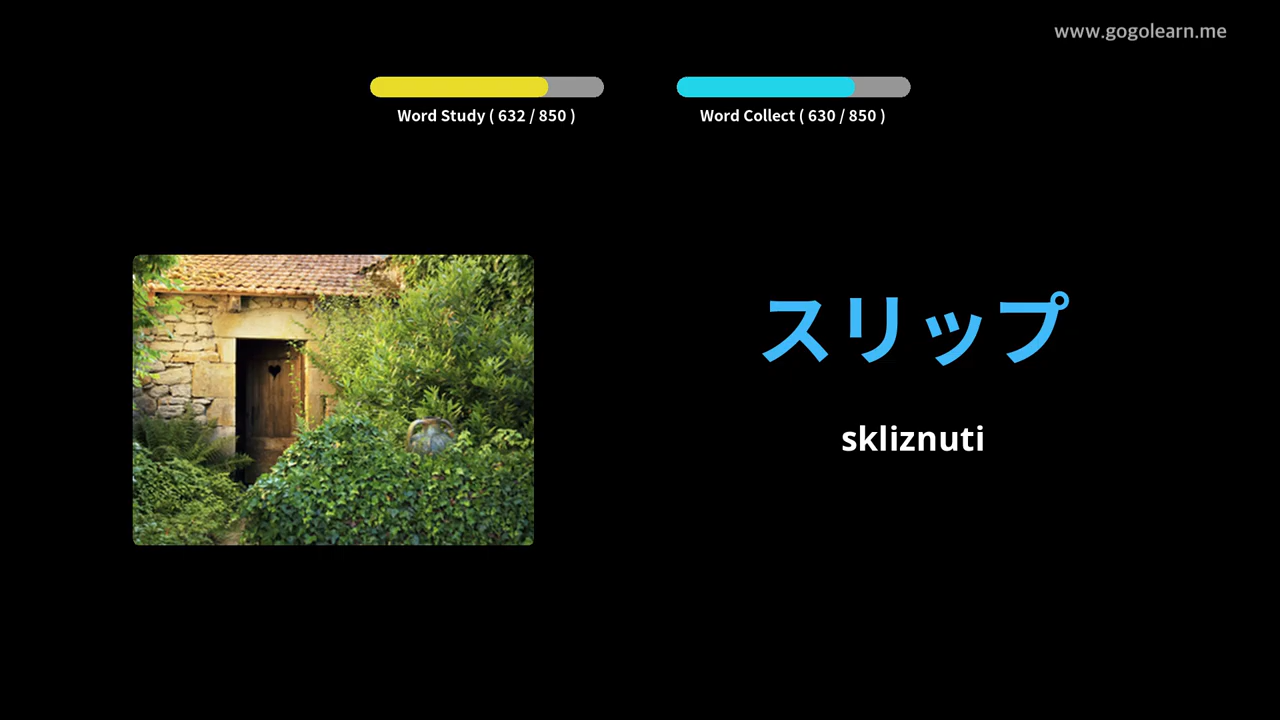 www.gogolearn.me
Word Study ( 632 / 850 )
Word Collect ( 630 / 850 )
スリップ
skliznuti